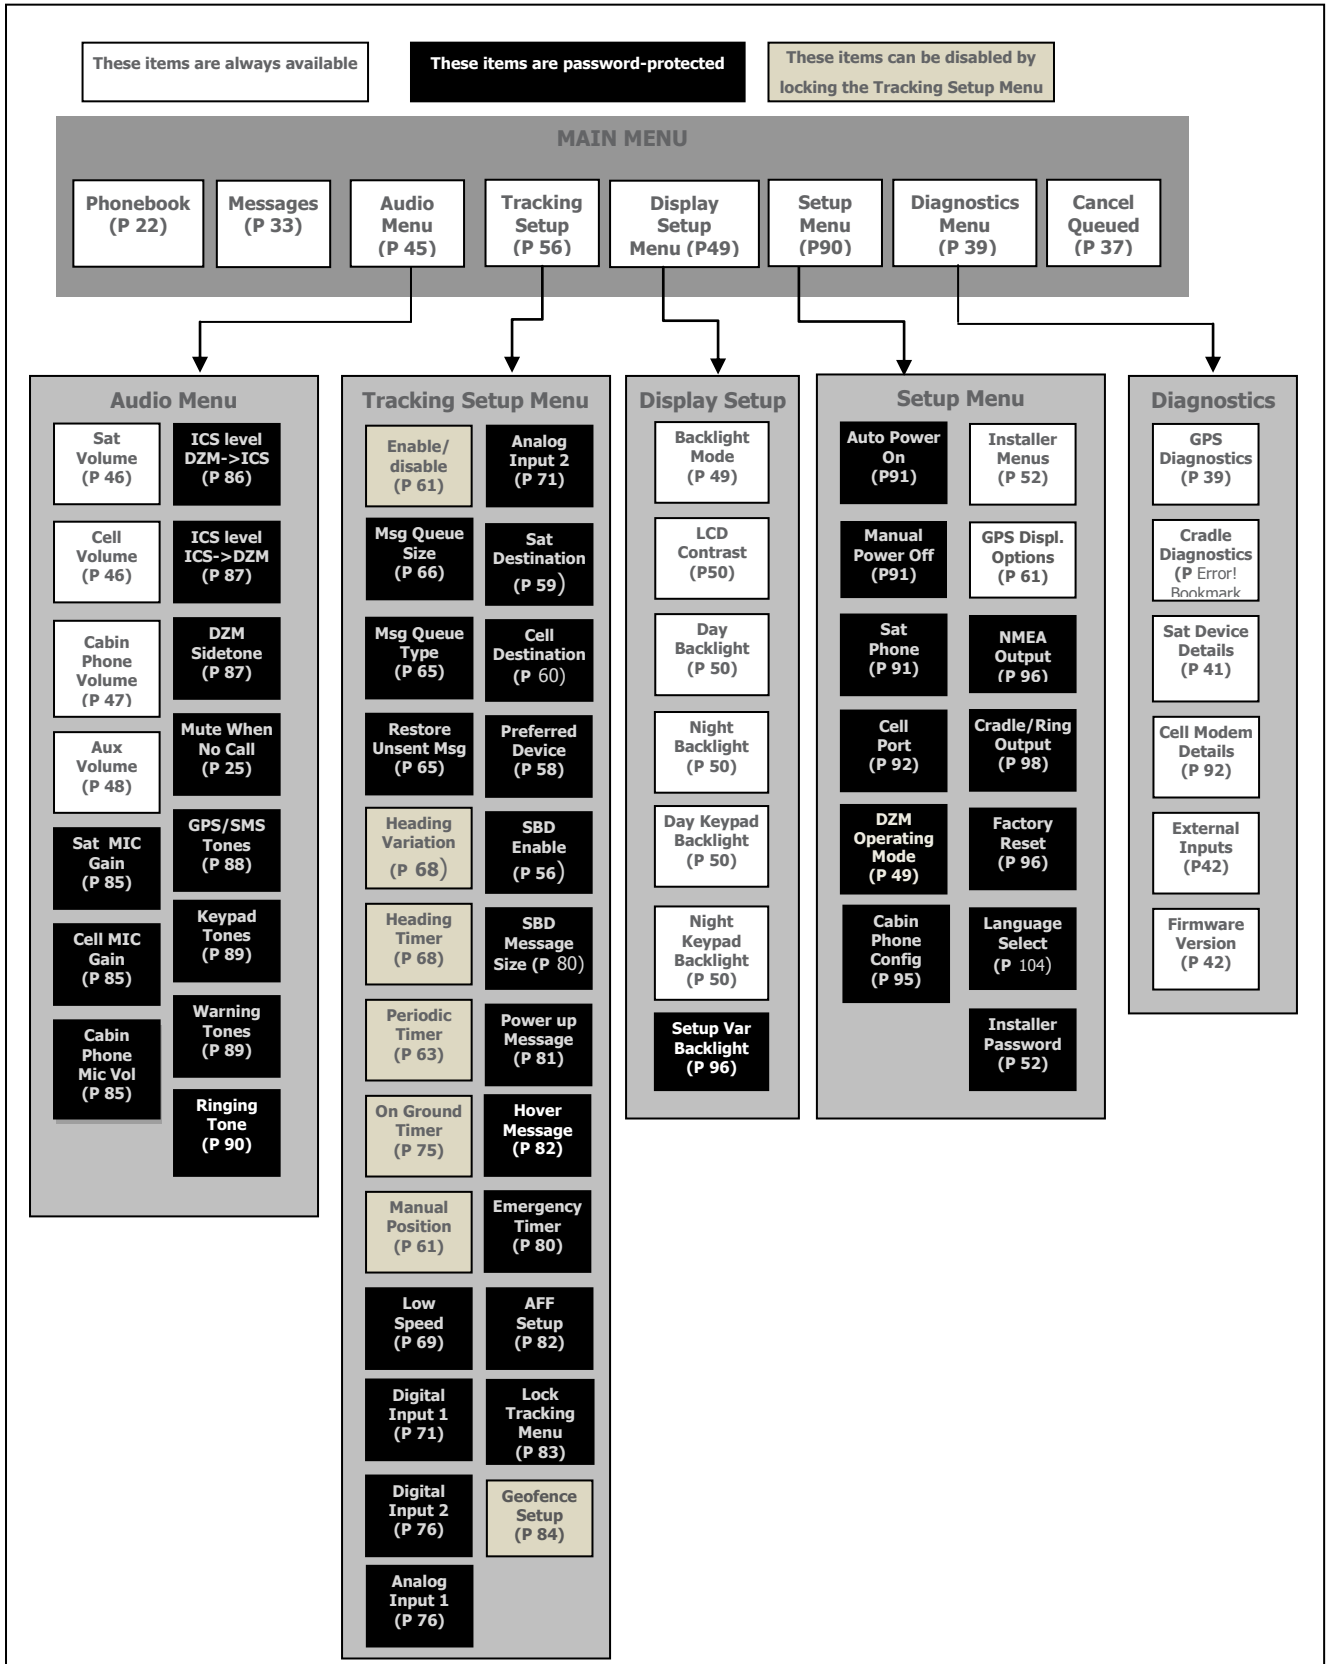 These items are always available
These items are password-protected
These items can be disabled by
locking the Tracking Setup Menu
MAIN MENU
Phonebook
(P 22)
Messages
(P 33)
Audio
Menu
(P 45)
Tracking
Setup
(P 56)
Display
Setup
Menu (P49)
Setup
Menu
(P90)
Diagnostics
Menu
(P 39)
Cancel
Queued
(P 37)
Audio Menu
Sat
Volume
(P 46)
Cell
Volume
(P 46)
Cabin
Phone
Volume
(P 47)
Aux
Volume
(P 48)
Sat MIC
Gain
(P 85)
Cell MIC
Gain
(P 85)
Cabin
Phone
Mic Vol
(P 85)
ICS level
DZM->ICS
(P 86)
ICS level
ICS->DZM
(P 87)
DZM
Sidetone
(P 87)
Mute When
No Call
(P 25)
GPS/SMS
Tones
(P 88)
Keypad
Tones
(P 89)
Warning
Tones
(P 89)
Ringing
Tone
(P 90)
Tracking Setup Menu
Enable/
disable
(P 61)
Msg Queue
Size
(P 66)
Msg Queue
Type
(P 65)
Restore
Unsent Msg
(P 65)
Heading
Variation
(P 68)
Heading
Timer
(P 68)
Periodic
Timer
(P 63)
On Ground
Timer
(P 75)
Manual
Position
(P 61)
Low
Speed
(P 69)
Digital
Input 1
(P 71)
Digital
Input 2
(P 76)
Analog
Input 1
(P 76)
Analog
Input 2
(P 71)
Sat
Destination
(P 59)
Cell
Destination
(P 60)
Preferred
Device
(P 58)
SBD
Enable
(P 56)
SBD
Message
Size (P 80)
Power up
Message
(P 81)
Hover
Message
(P 82)
Emergency
Timer
(P 80)
AFF
Setup
(P 82)
Lock
Tracking
Menu
(P 83)
Geofence
Setup
(P 84)
Display Setup
Backlight
Mode
(P 49)
LCD
Contrast
(P50)
Day
Backlight
(P 50)
Night
Backlight
(P 50)
Day Keypad
Backlight
(P 50)
Night
Keypad
Backlight
(P 50)
Setup Var
Backlight
(P 96)
Setup Menu
Auto Power
On
(P91)
Manual
Power Off
(P91)
Sat
Phone
(P 91)
Cell
Port
(P 92)
DZM
Operating
Mode
(P 49)
Cabin
Phone
Config
(P 95)
Installer
Menus
(P 52)
GPS Displ.
Options
(P 61)
NMEA
Output
(P 96)
Cradle/Ring
Output
(P 98)
Factory
Reset
(P 96)
Language
Select
(P 104)
Installer
Password
(P 52)
Diagnostics
GPS
Diagnostics
(P 39)
Cradle
Diagnostics
(P Error!
Bookmark
Sat Device
Details
(P 41)
Cell Modem
Details
(P 92)
External
Inputs
(P42)
Firmware
Version
(P 42)